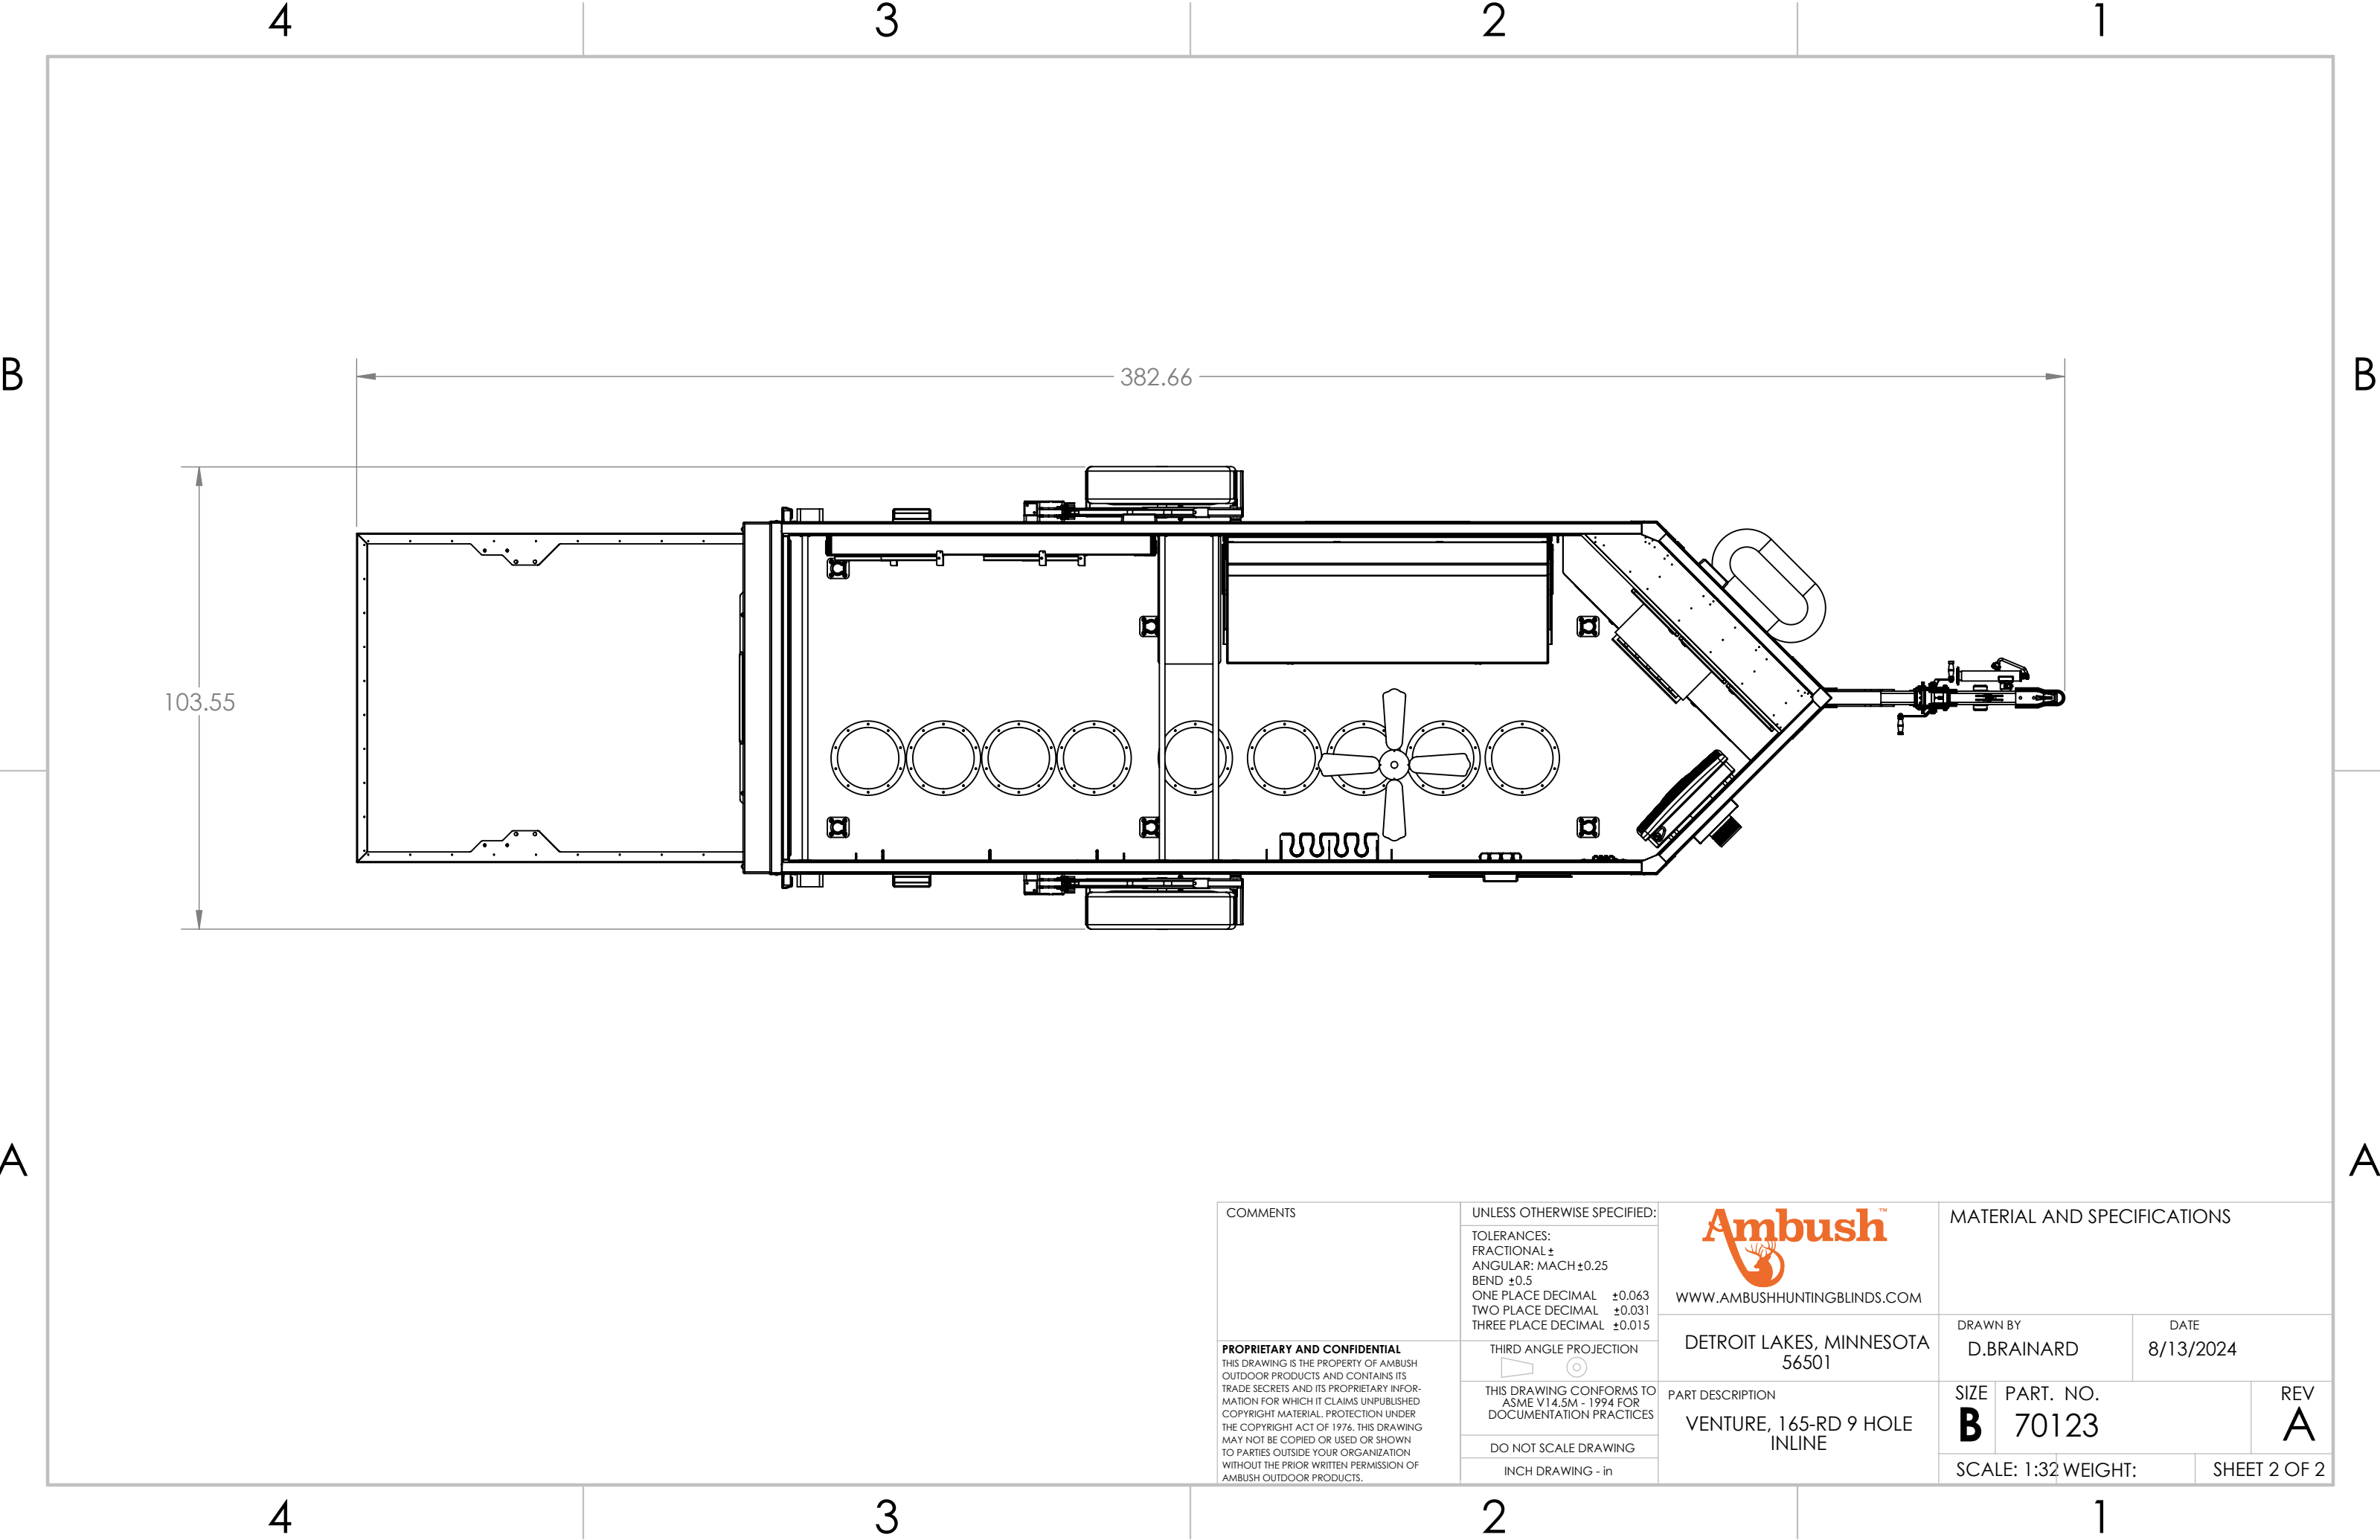 4 3 2 1
B B
382.66
103.55
A A
COMMENTS
PROPRIETARY AND CONFIDENTIAL
THIS DRAWING IS THE PROPERTY OF AMBUSH
OUTDOOR PRODUCTS AND CONTAINS ITS
TRADE SECRETS AND ITS PROPRIETARY INFOR-
MATION FOR WHICH IT CLAIMS UNPUBLISHED
COPYRIGHT MATERIAL. PROTECTION UNDER
THE COPYRIGHT ACT OF 1976. THIS DRAWING
MAY NOT BE COPIED OR USED OR SHOWN
TO PARTIES OUTSIDE YOUR ORGANIZATION
WITHOUT THE PRIOR WRITTEN PERMISSION OF
AMBUSH OUTDOOR PRODUCTS.
UNLESS OTHERWISE SPECIFIED:
TOLERANCES:
FRACTIONAL ±
ANGULAR: MACH ±0.25
BEND ±0.5
ONE PLACE DECIMAL ±0.063
TWO PLACE DECIMAL ±0.031
THREE PLACE DECIMAL ±0.015
THIRD ANGLE PROJECTION
THIS DRAWING CONFORMS TO
ASME V14.5M - 1994 FOR
DOCUMENTATION PRACTICES
DO NOT SCALE DRAWING
INCH DRAWING - in
Ambush™
WWW.AMBUSHHUNTINGBLINDS.COM
DETROIT LAKES, MINNESOTA
56501
PART DESCRIPTION
VENTURE, 165-RD 9 HOLE
INLINE
MATERIAL AND SPECIFICATIONS
DRAWN BY DATE
D.BRAINARD 8/13/2024
SIZE PART. NO. REV
B 70123 A
SCALE: 1:32 WEIGHT: SHEET 2 OF 2
4 3 2 1